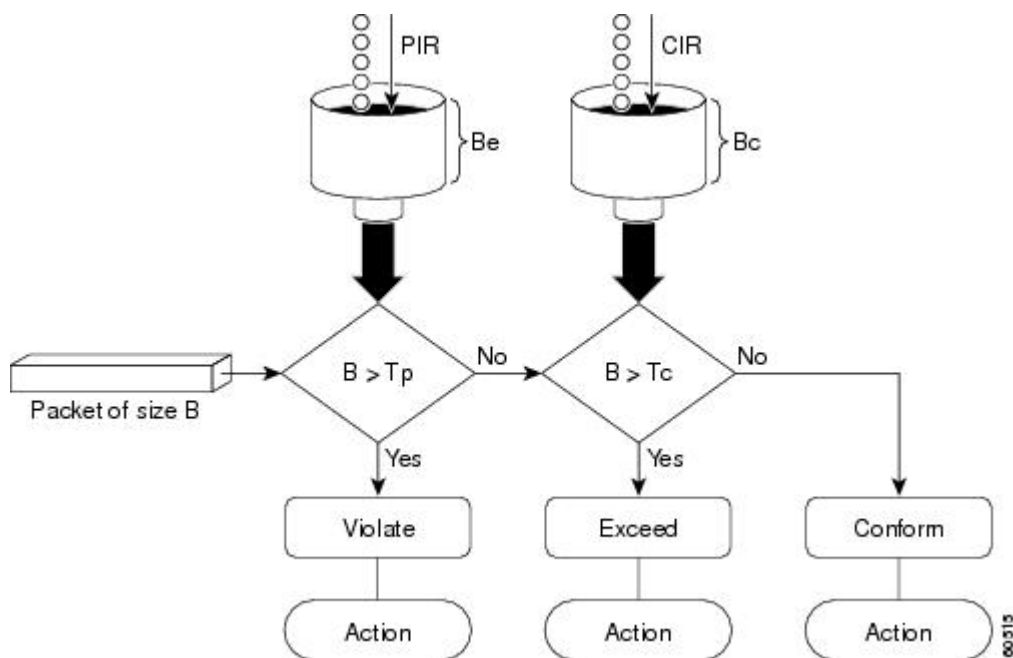 PIR
CIR
Be
Bc
B > Tp
No
B > Tc
No
Packet of size B
Yes
Yes
Violate
Exceed
Conform
Action
Action
Action
60515